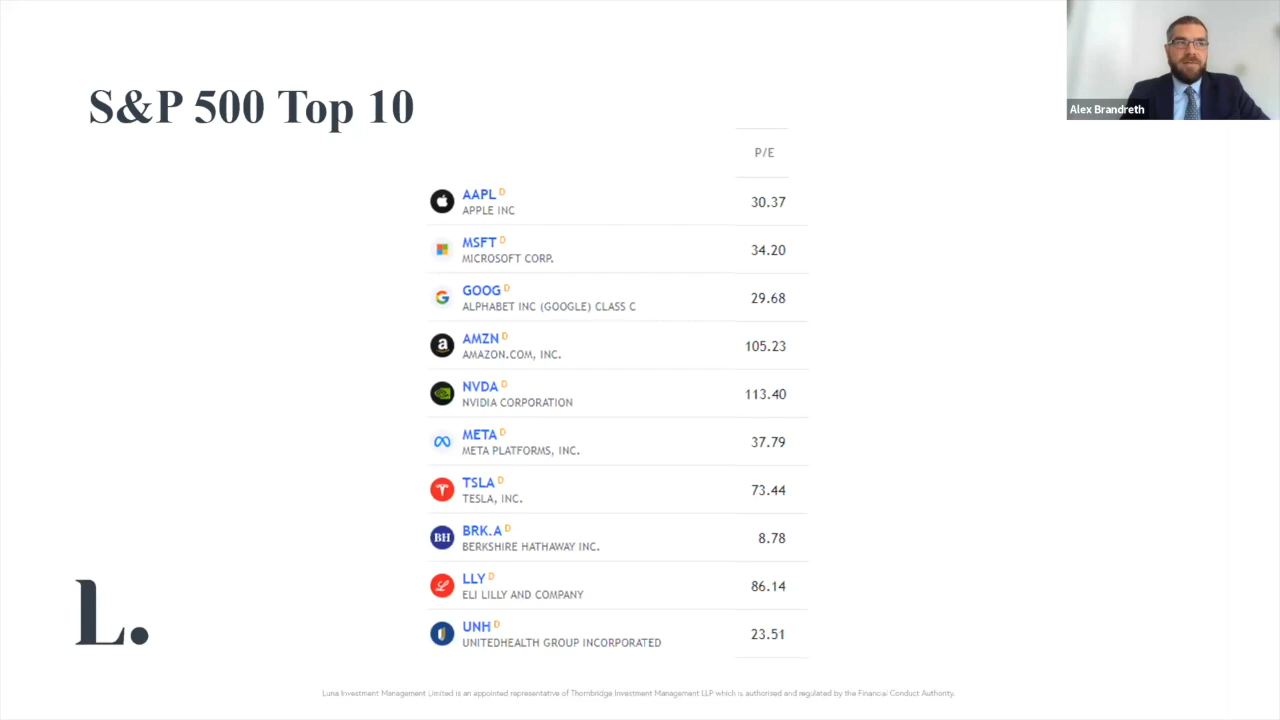 Alex Brandreth
S&P 500 Top 10
P/E
AAPL D
APPLE INC
30.37
MSFT D
MICROSOFT CORP.
34.20
GOOG D
ALPHABET INC (GOOGLE) CLASS C
29.68
AMZN D
AMAZON.COM, INC.
105.23
NVDA D
NVIDIA CORPORATION
113.40
META D
META PLATFORMS, INC.
37.79
TSLA D
TESLA, INC.
73.44
BH
BRK.A D
BERKSHIRE HATHAWAY INC.
8.78
LLY D
ELI LILLY AND COMPANY
86.14
UNH D
UNITEDHEALTH GROUP INCORPORATED
23.51
L.
Luna Investment Management Limited is an appointed representative of Thornbridge Investment Management LLP which is authorised and regulated by the Financial Conduct Authority.